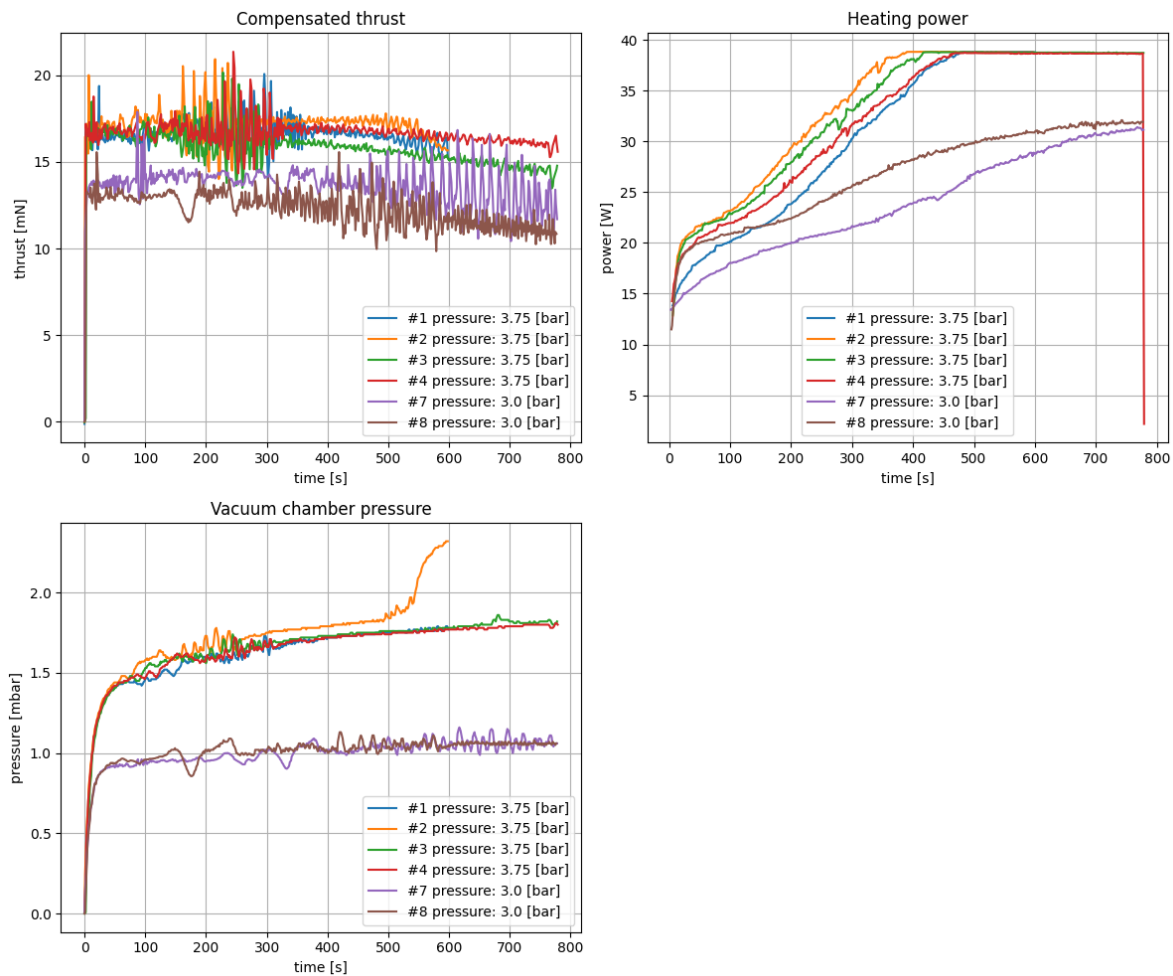 Compensated thrust
20
15
10
5
0
thrust [mN]
0 100 200 300 400 500 600 700 800
time [s]
#1 pressure: 3.75 [bar]
#2 pressure: 3.75 [bar]
#3 pressure: 3.75 [bar]
#4 pressure: 3.75 [bar]
#7 pressure: 3.0 [bar]
#8 pressure: 3.0 [bar]
Heating power
40
35
30
25
20
15
10
5
power [W]
0 100 200 300 400 500 600 700 800
time [s]
#1 pressure: 3.75 [bar]
#2 pressure: 3.75 [bar]
#3 pressure: 3.75 [bar]
#4 pressure: 3.75 [bar]
#7 pressure: 3.0 [bar]
#8 pressure: 3.0 [bar]
Vacuum chamber pressure
2.0
1.5
1.0
0.5
0.0
pressure [mbar]
0 100 200 300 400 500 600 700 800
time [s]
#1 pressure: 3.75 [bar]
#2 pressure: 3.75 [bar]
#3 pressure: 3.75 [bar]
#4 pressure: 3.75 [bar]
#7 pressure: 3.0 [bar]
#8 pressure: 3.0 [bar]